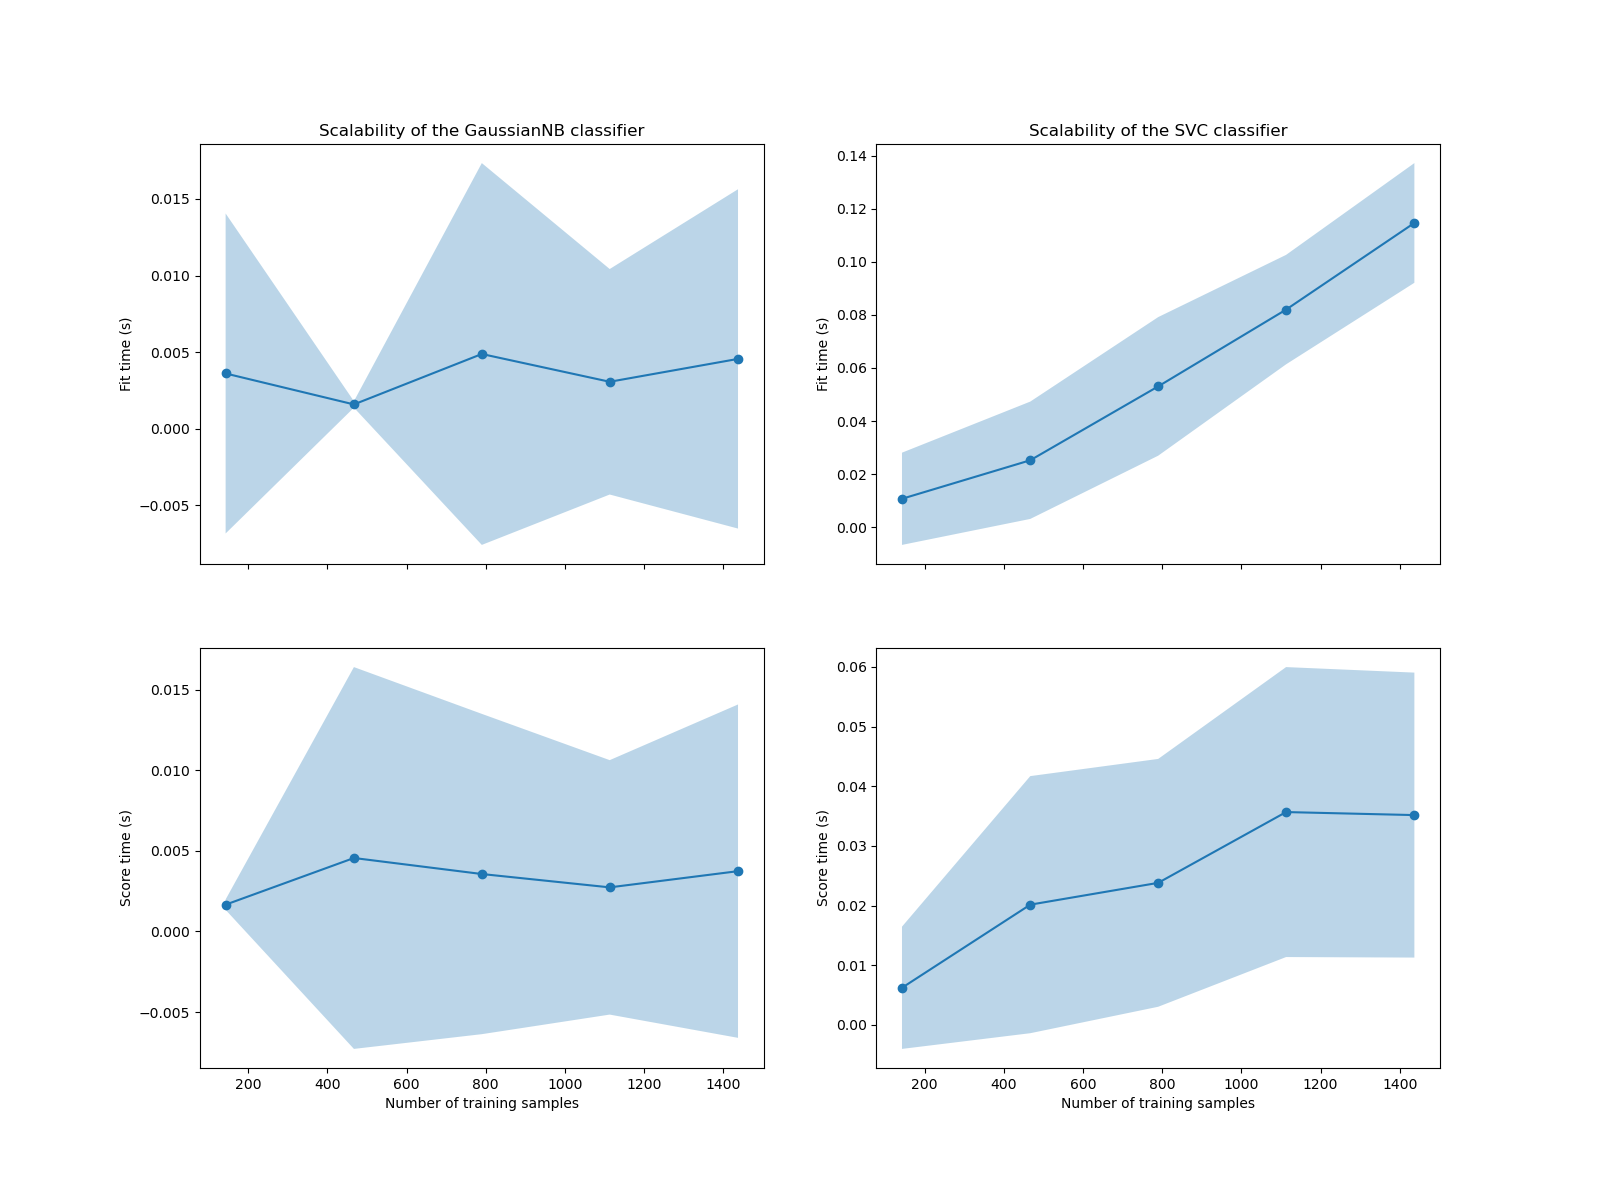 Scalability of the GaussianNB classifier
0.015
0.010
0.005
0.000
−0.005
Fit time (s)
Scalability of the SVC classifier
0.14
0.12
0.10
0.08
0.06
0.04
0.02
0.00
Fit time (s)
0.015
0.010
0.005
0.000
−0.005
Score time (s)
200 400 600 800 1000 1200 1400
Number of training samples
0.06
0.05
0.04
0.03
0.02
0.01
0.00
Score time (s)
200 400 600 800 1000 1200 1400
Number of training samples